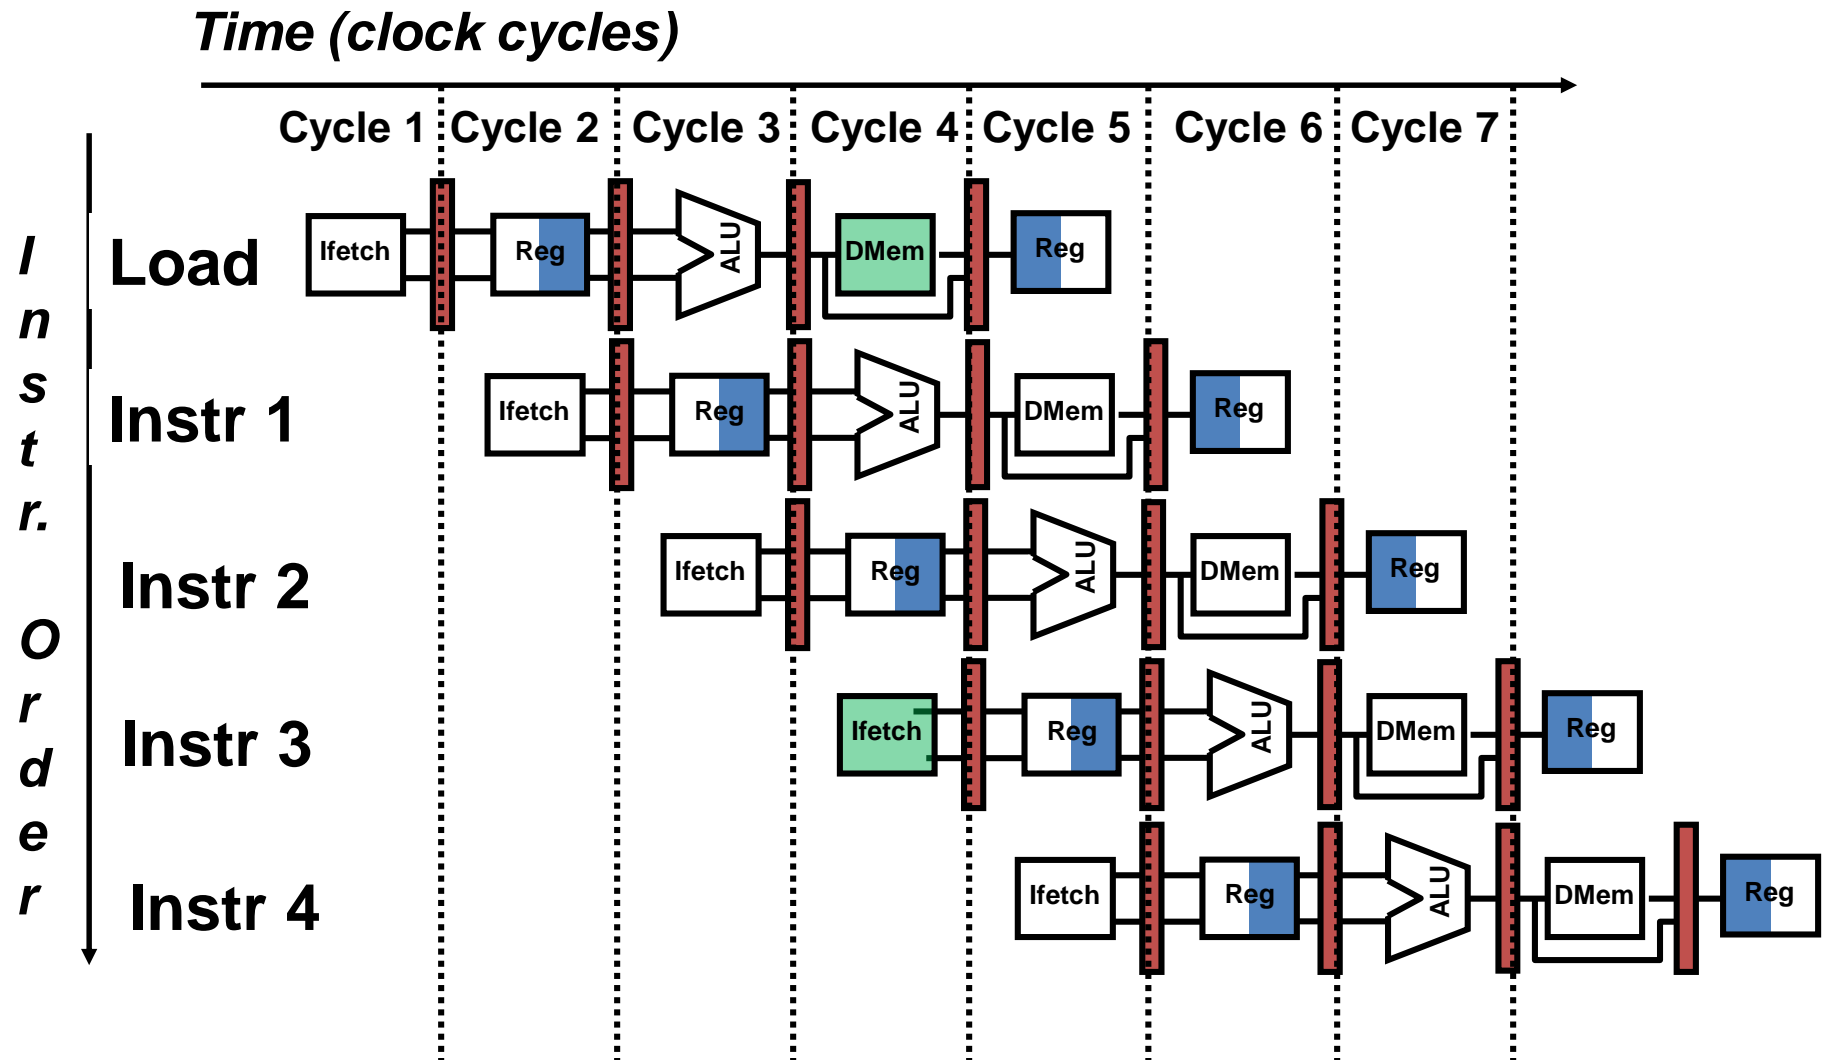 Time (clock cycles)
Cycle 1 Cycle 2 Cycle 3 Cycle 4 Cycle 5 Cycle 6 Cycle 7
Instr. Order
Load Ifetch Reg ALU DMem Reg
Instr 1 Ifetch Reg ALU DMem Reg
Instr 2 Ifetch Reg ALU DMem Reg
Instr 3 Ifetch Reg ALU DMem Reg
Instr 4 Ifetch Reg ALU DMem Reg